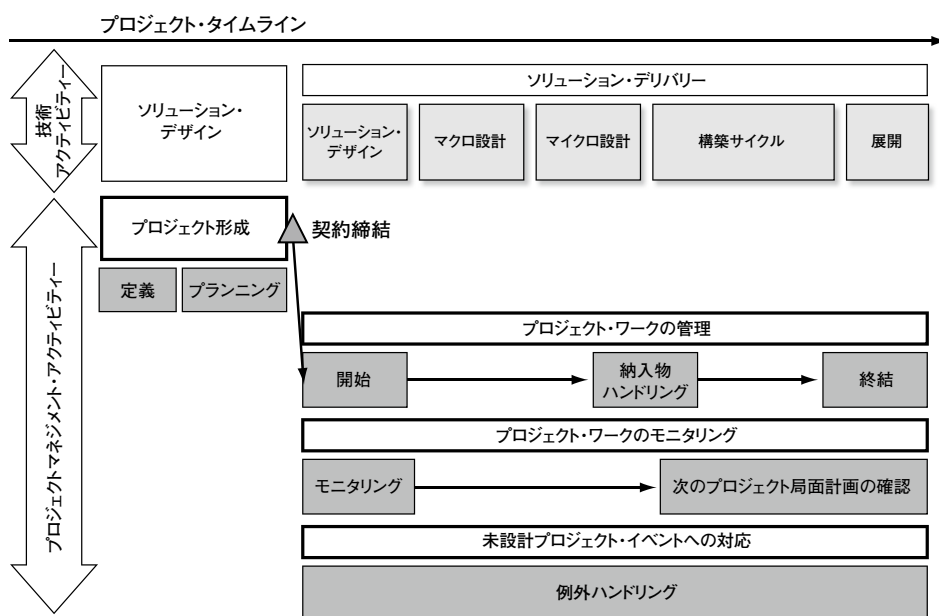 プロジェクト・タイムライン
技術
アクティビティー
ソリューション・
デザイン
ソリューション・デリバリー
ソリューション・
デザイン
マクロ設計
マイクロ設計
構築サイクル
展開
プロジェクトマネジメント・アクティビティー
プロジェクト形成
契約締結
定義
プランニング
プロジェクト・ワークの管理
開始
納入物
ハンドリング
終結
プロジェクト・ワークのモニタリング
モニタリング
次のプロジェクト局面計画の確認
未設計プロジェクト・イベントへの対応
例外ハンドリング